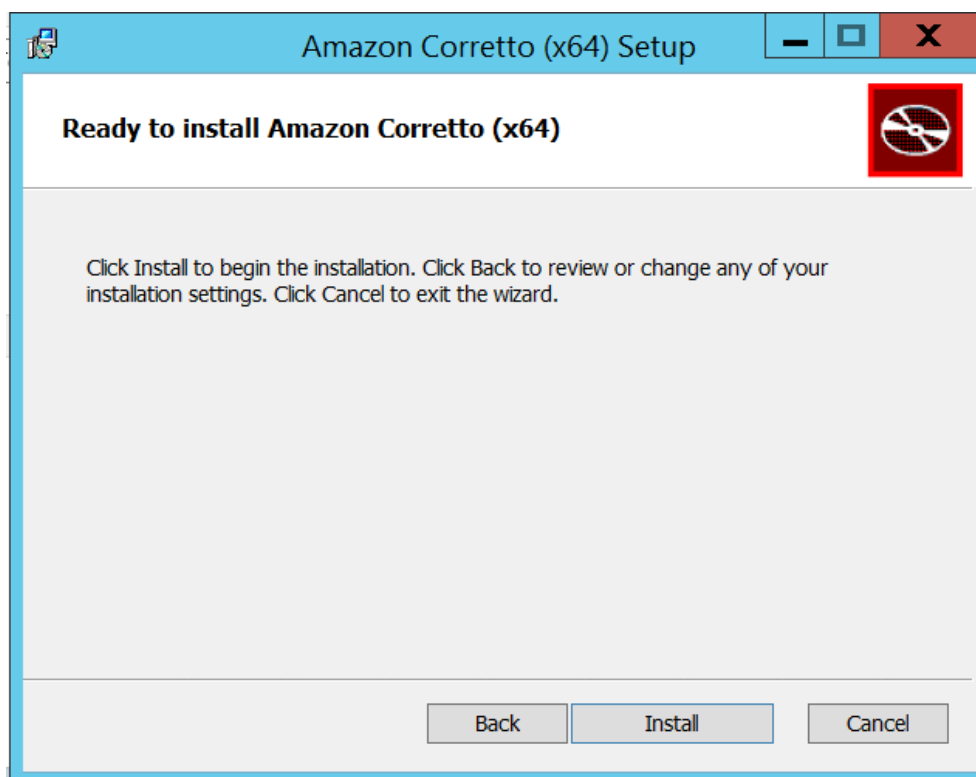 Amazon Corretto (x64) Setup
Ready to install Amazon Corretto (x64)
Click Install to begin the installation. Click Back to review or change any of your
installation settings. Click Cancel to exit the wizard.
Back Install Cancel